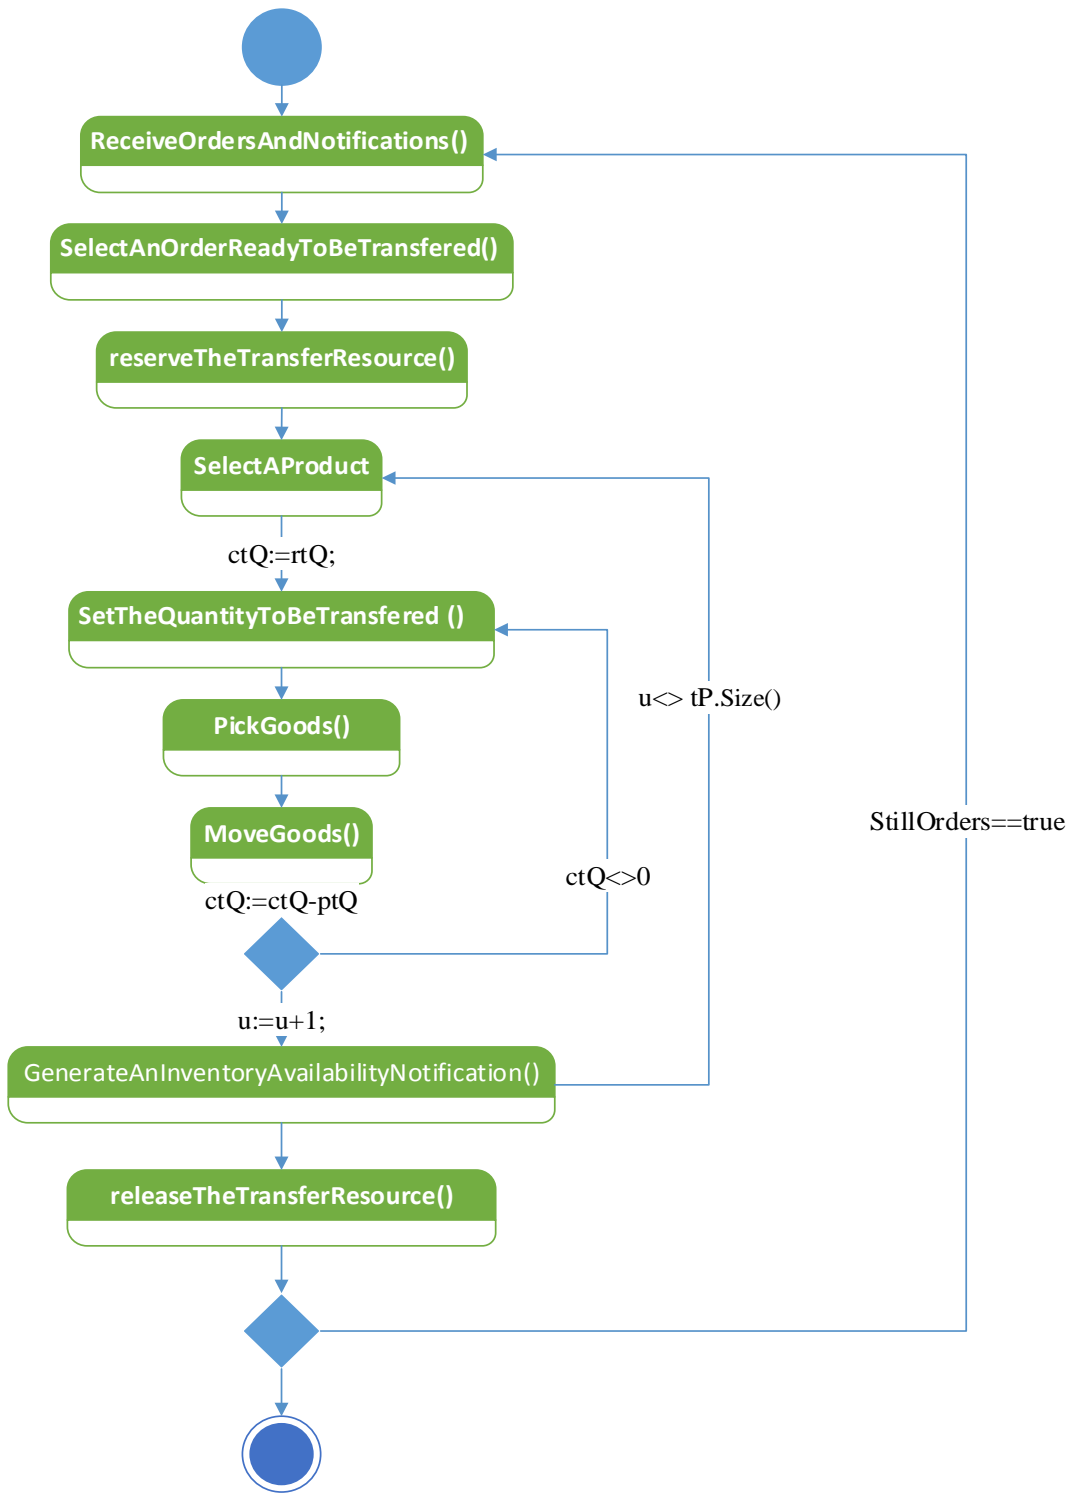 ReceiveOrdersAndNotifications()
SelectAnOrderReadyToBeTransfered()
reserveTheTransferResource()
SelectAProduct
ctQ:=rtQ;
SetTheQuantityToBeTransfered ()
u<> tP.Size()
PickGoods()
StillOrders==true
MoveGoods()
ctQ<>0
ctQ:=ctQ-ptQ
u:=u+1;
GenerateAnInventoryAvailabilityNotification()
releaseTheTransferResource()